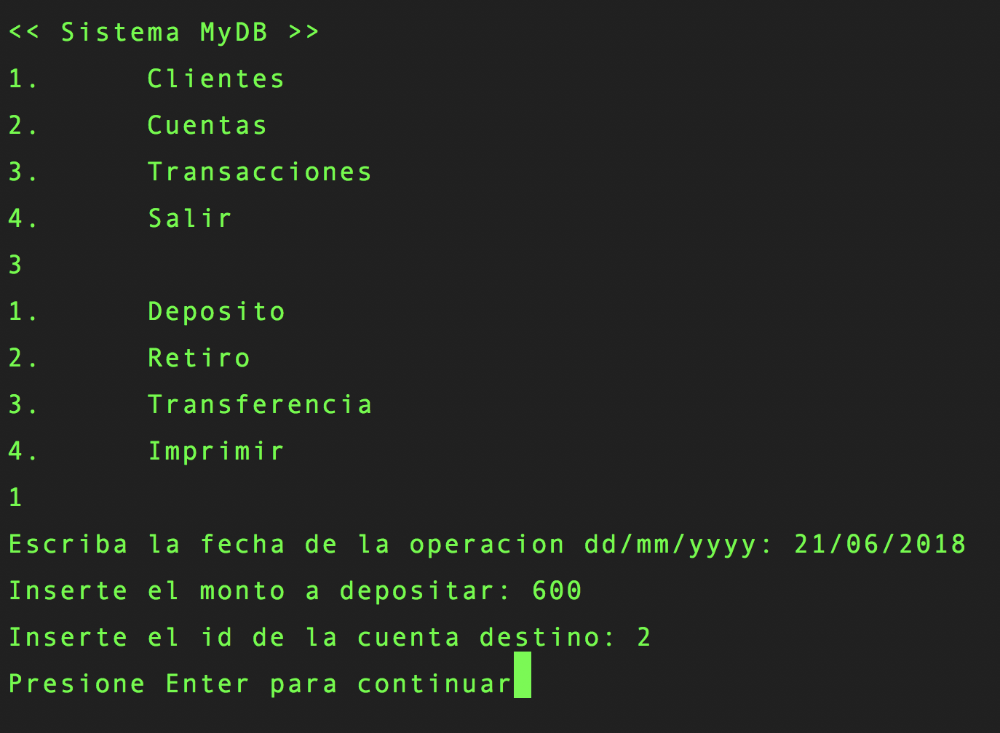 << Sistema MyDB >>
1. Clientes
2. Cuentas
3. Transacciones
4. Salir
3
1. Deposito
2. Retiro
3. Transferencia
4. Imprimir
1
Escriba la fecha de la operacion dd/mm/yyyy: 21/06/2018
Inserte el monto a depositar: 600
Inserte el id de la cuenta destino: 2
Presione Enter para continuar